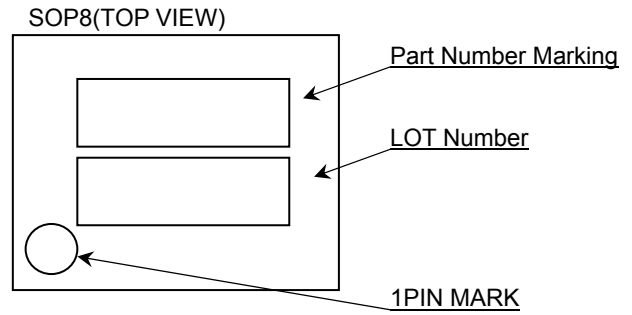 SOP8(TOP VIEW)
Part Number Marking
LOT Number
1PIN MARK